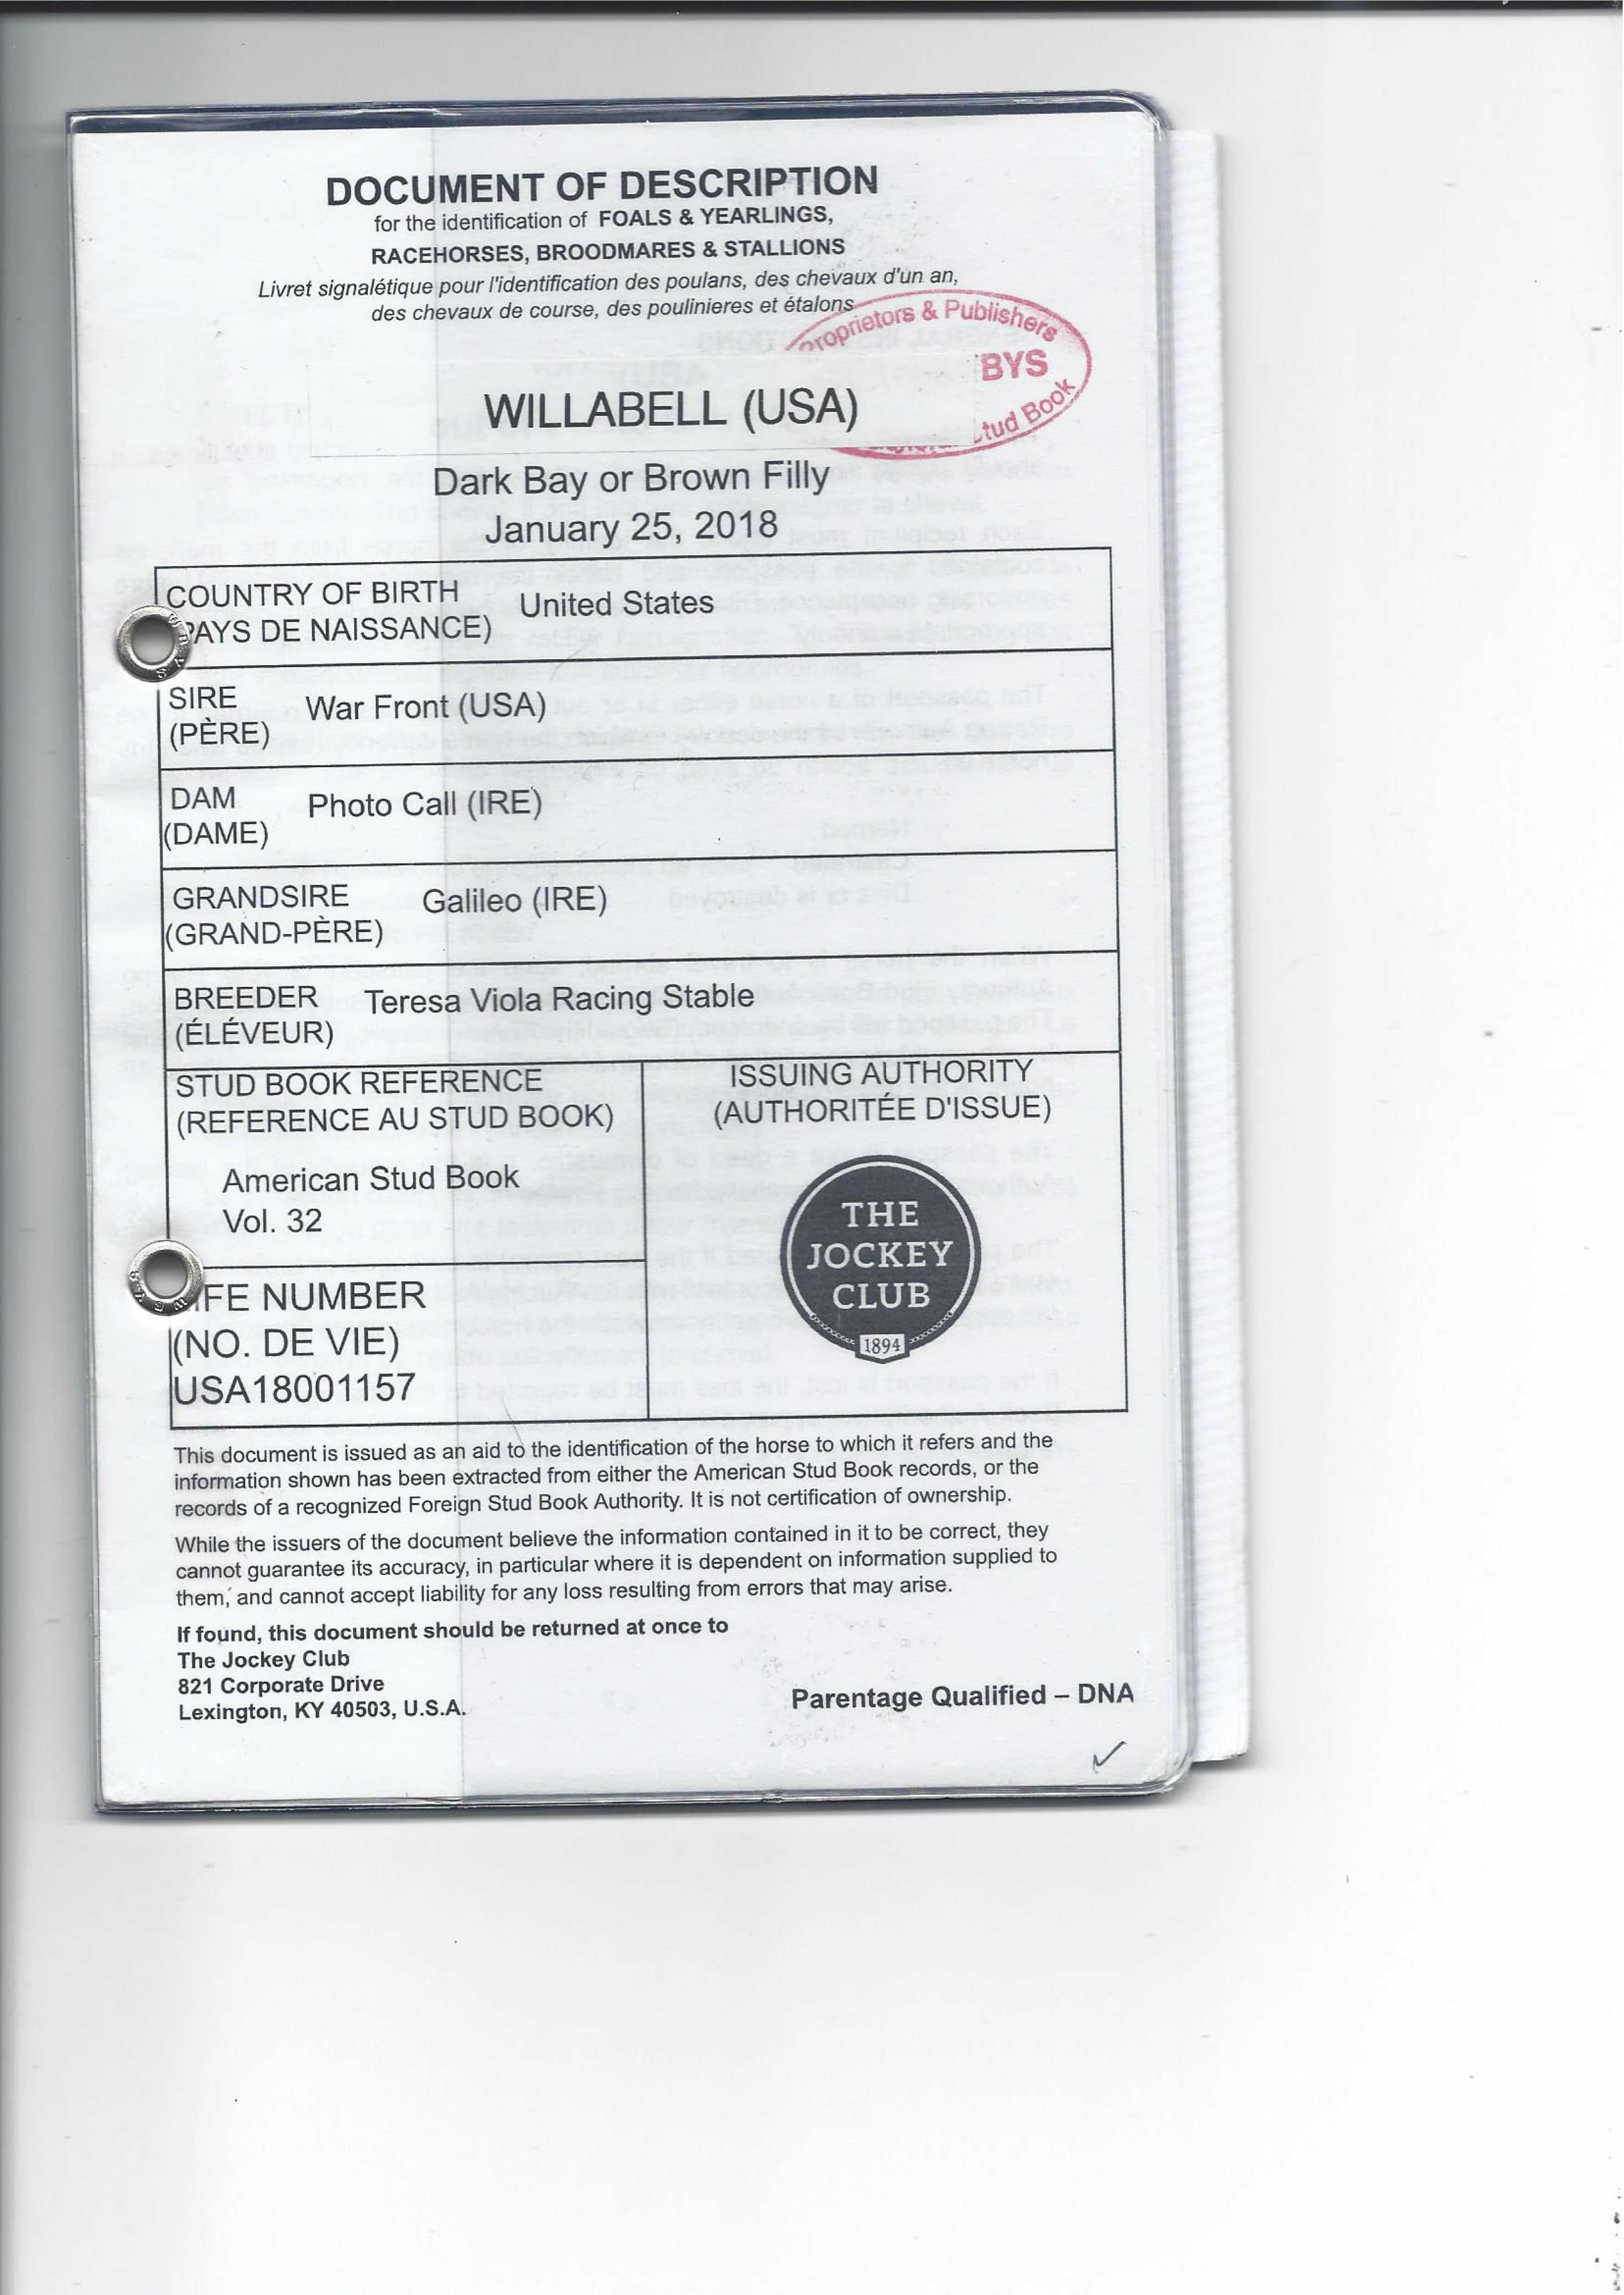 DOCUMENT OF DESCRIPTION
for the identification of FOALS & YEARLINGS,
RACEHORSES, BROODMARES & STALLIONS
Livret signalétique pour l'identification des poulans, des chevaux d'un an,
des chevaux de course, des poulinieres et étalons
& Publishers
BYS
Book
WILLABELL (USA)
Dark Bay or Brown Filly
January 25, 2018
COUNTRY OF BIRTH United States
PAYS DE NAISSANCE)
SIRE War Front (USA)
(PÈRE)
DAM Photo Call (IRE)
(DAME)
GRANDSIRE Galileo (IRE)
(GRAND-PÈRE)
BREEDER Teresa Viola Racing Stable
(ÉLÉVEUR)
STUD BOOK REFERENCE
(REFERENCE AU STUD BOOK)
American Stud Book
Vol. 32
ISSUING AUTHORITY
(AUTHORITÉE D'ISSUE)
THE
JOCKEY
CLUB
1894
IFE NUMBER
(NO. DE VIE)
USA18001157
This document is issued as an aid to the identification of the horse to which it refers and the
information shown has been extracted from either the American Stud Book records, or the
records of a recognized Foreign Stud Book Authority. It is not certification of ownership.
While the issuers of the document believe the information contained in it to be correct, they
cannot guarantee its accuracy, in particular where it is dependent on information supplied to
them, and cannot accept liability for any loss resulting from errors that may arise.
If found, this document should be returned at once to
The Jockey Club
821 Corporate Drive
Lexington, KY 40503, U.S.A.
Parentage Qualified – DNA